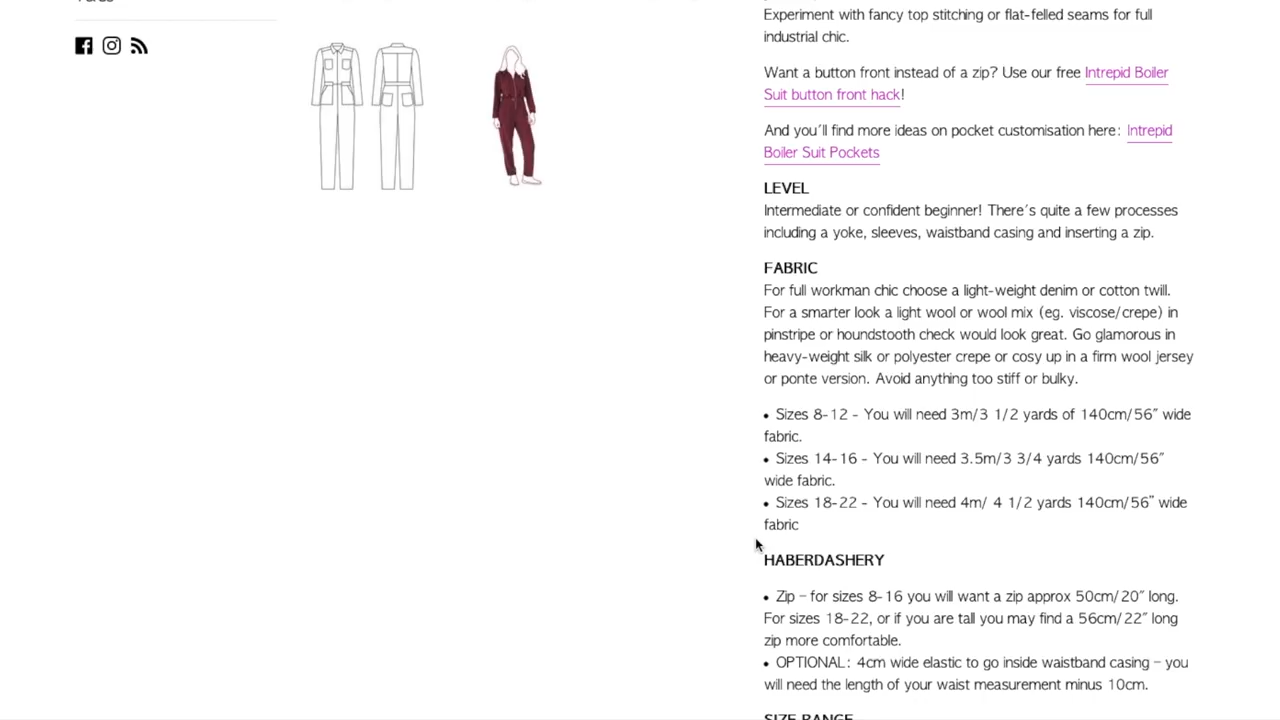 Experiment with fancy top stitching or flat-felled seams for full
industrial chic.
Want a button front instead of a zip? Use our free Intrepid Boiler
Suit button front hack!
And you'll find more ideas on pocket customisation here: Intrepid
Boiler Suit Pockets
LEVEL
Intermediate or confident beginner! There's quite a few processes
including a yoke, sleeves, waistband casing and inserting a zip.
FABRIC
For full workman chic choose a light-weight denim or cotton twill.
For a smarter look a light wool or wool mix (eg. viscose/crepe) in
pinstripe or houndstooth check would look great. Go glamorous in
heavy-weight silk or polyester crepe or cosy up in a firm wool jersey
or ponte version. Avoid anything too stiff or bulky.
• Sizes 8-12 - You will need 3m/3 1/2 yards of 140cm/56″ wide
fabric.
• Sizes 14-16 - You will need 3.5m/3 3/4 yards 140cm/56″
wide fabric.
• Sizes 18-22 - You will need 4m/ 4 1/2 yards 140cm/56” wide
fabric
HABERDASHERY
• Zip – for sizes 8-16 you will want a zip approx 50cm/20″ long.
For sizes 18-22, or if you are tall you may find a 56cm/22″ long
zip more comfortable.
• OPTIONAL: 4cm wide elastic to go inside waistband casing – you
will need the length of your waist measurement minus 10cm.
SIZE RANGE